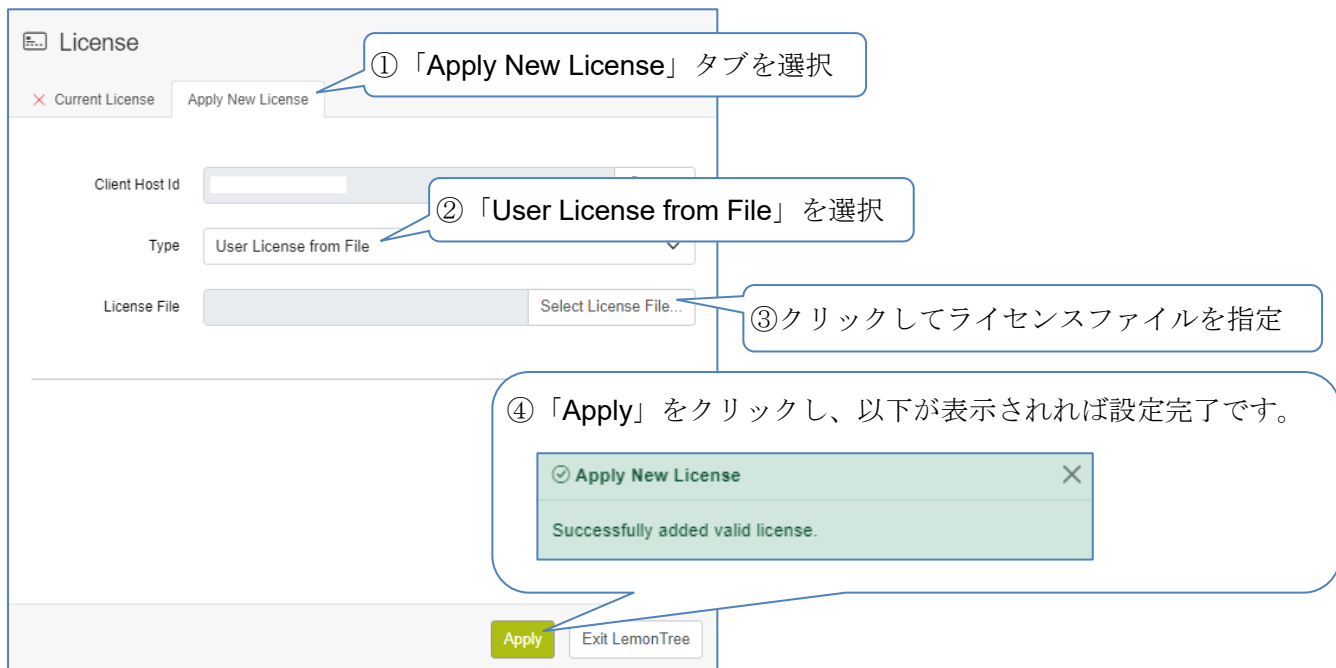 License
①「Apply New License」タブを選択
Current License
Apply New License
Client Host Id
②「User License from File」を選択
Type
User License from File
License File
Select License File...
③クリックしてライセンスファイルを指定
④「Apply」をクリックし、以下が表示されれば設定完了です。
Apply New License
Successfully added valid license.
Apply
Exit LemonTree